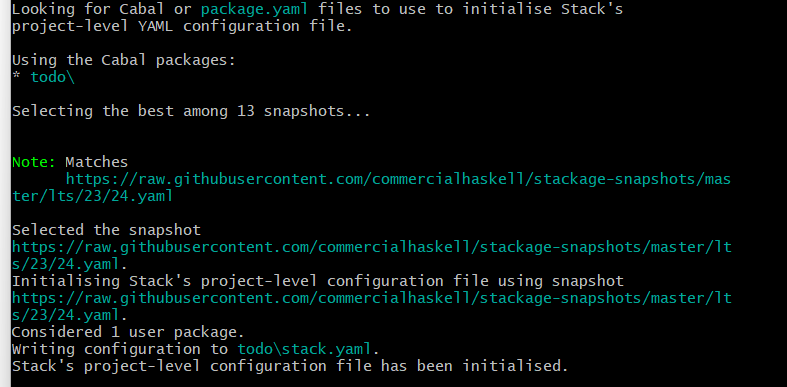 Looking for Cabal or package.yaml files to use to initialise Stack's
project-level YAML configuration file.
Using the Cabal packages:
* todo\
Selecting the best among 13 snapshots...
Note: Matches
https://raw.githubusercontent.com/commercialhaskell/stackage-snapshots/mas
ter/lts/23/24.yaml
Selected the snapshot
https://raw.githubusercontent.com/commercialhaskell/stackage-snapshots/master/lt
s/23/24.yaml.
Initialising Stack's project-level configuration file using snapshot
https://raw.githubusercontent.com/commercialhaskell/stackage-snapshots/master/lt
s/23/24.yaml.
Considered 1 user package.
Writing configuration to todo\stack.yaml.
Stack's project-level configuration file has been initialised.